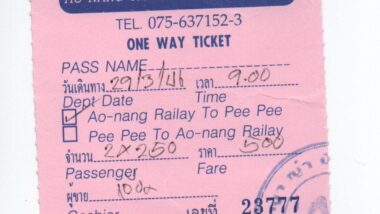 TEL. 075-637152-3
ONE WAY TICKET
PASS NAME
วันเดินทาง 29/3/ เวลา 9.00
Dept Date Time
Ao-nang Railay To Pee Pee
Pee Pee To Ao-nang Railay
จำนวน 2x250 ราคา 500
Passenger Fare
ผู้ขาย
เลขที่ 23777